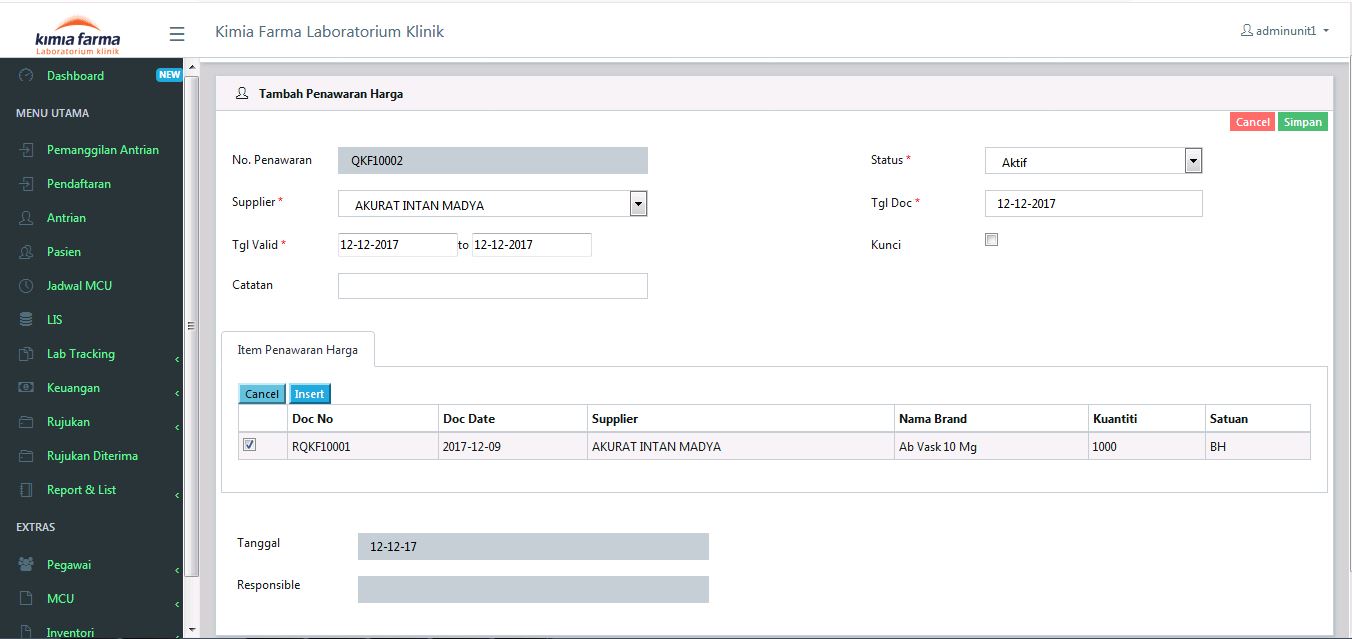 kimia farma
Laboratorium klinik
Kimia Farma Laboratorium Klinik
adminunit1
Dashboard
NEW
MENU UTAMA
Pemanggilan Antrian
Pendaftaran
Antrian
Pasien
Jadwal MCU
LIS
Lab Tracking
Keuangan
Rujukan
Rujukan Diterima
Report & List
EXTRAS
Pegawai
MCU
Inventori
Tambah Penawaran Harga
Cancel Simpan
No. Penawaran QKF10002
Status * Aktif
Supplier * AKURAT INTAN MADYA
Tgl Doc * 12-12-2017
Tgl Valid * 12-12-2017 to 12-12-2017
Kunci
Catatan
Item Penawaran Harga
Cancel Insert
Doc No Doc Date Supplier Nama Brand Kuantiti Satuan
RQKF10001 2017-12-09 AKURAT INTAN MADYA Ab Vask 10 Mg 1000 BH
Tanggal 12-12-17
Responsible